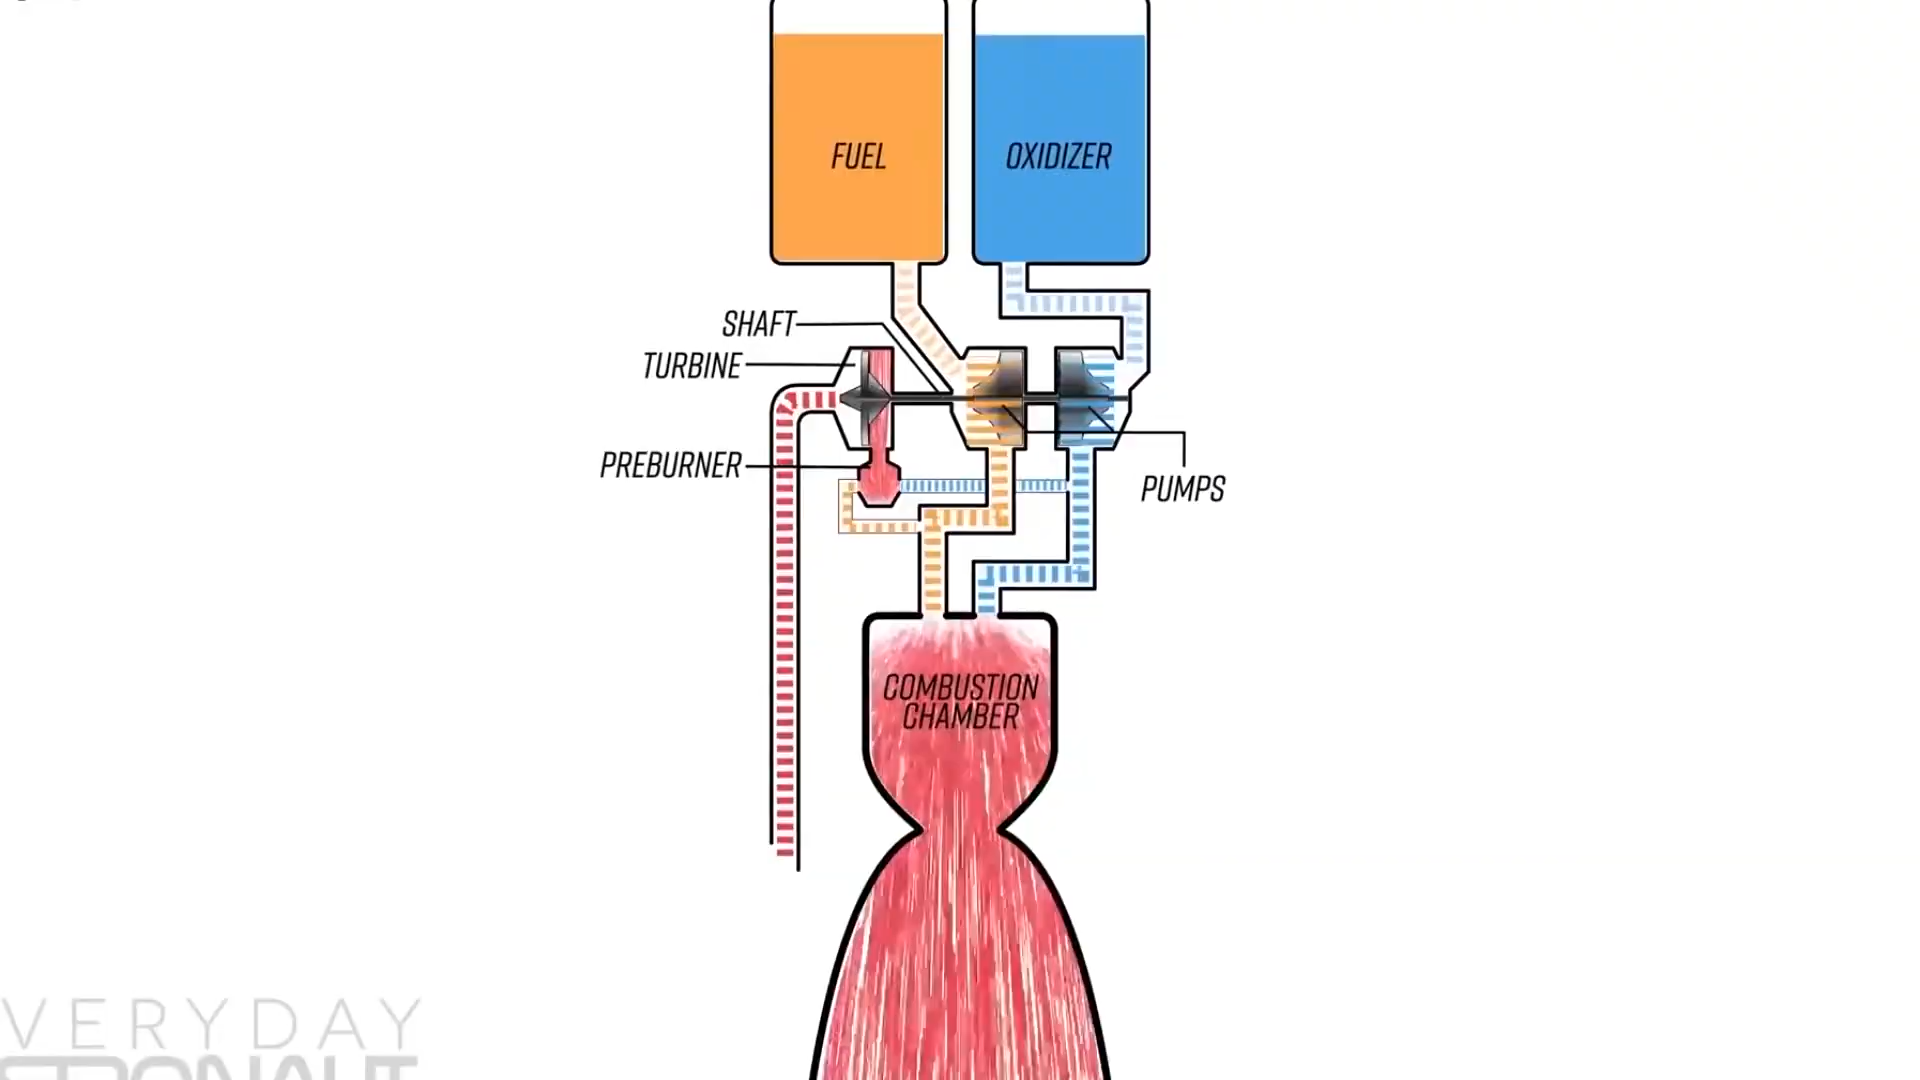 FUEL
OXIDIZER
SHAFT
TURBINE
PREBURNER
PUMPS
COMBUSTION
CHAMBER
VERYDAY